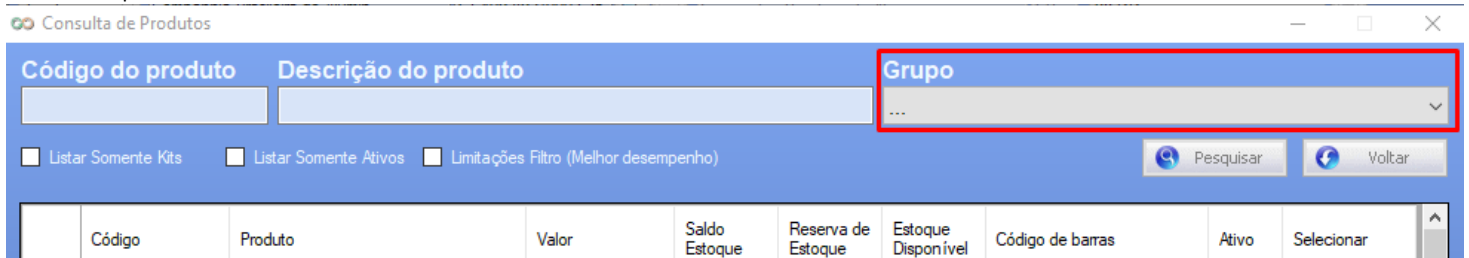 Consulta de Produtos
Código do produto Descrição do produto Grupo
...
Listar Somente Kits Listar Somente Ativos Limitações Filtro (Melhor desempenho) Pesquisar Voltar
Código Produto Valor Saldo Estoque Reserva de Estoque Estoque Disponível Código de barras Ativo Selecionar